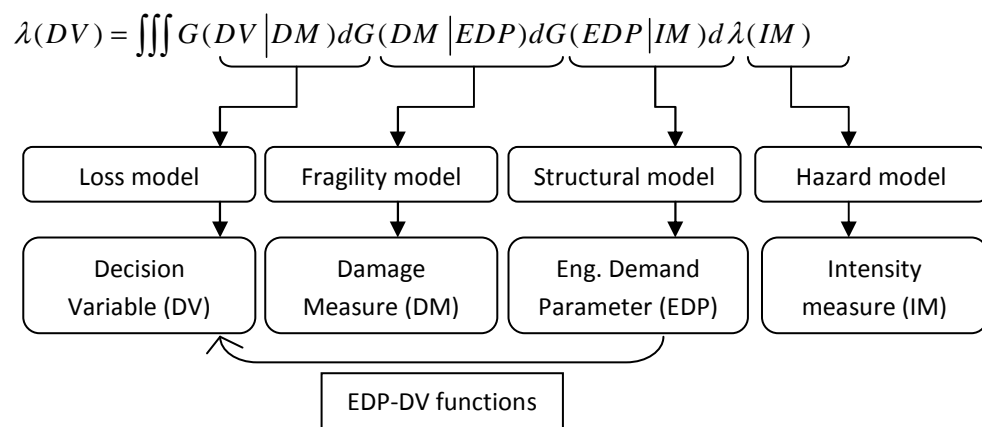 λ(DV) = ∭ G(DV|DM)dG(DM|EDP)dG(EDP|IM)dλ(IM)
Loss model
Fragility model
Structural model
Hazard model
Decision
Variable (DV)
Damage
Measure (DM)
Eng. Demand
Parameter (EDP)
Intensity
measure (IM)
EDP-DV functions